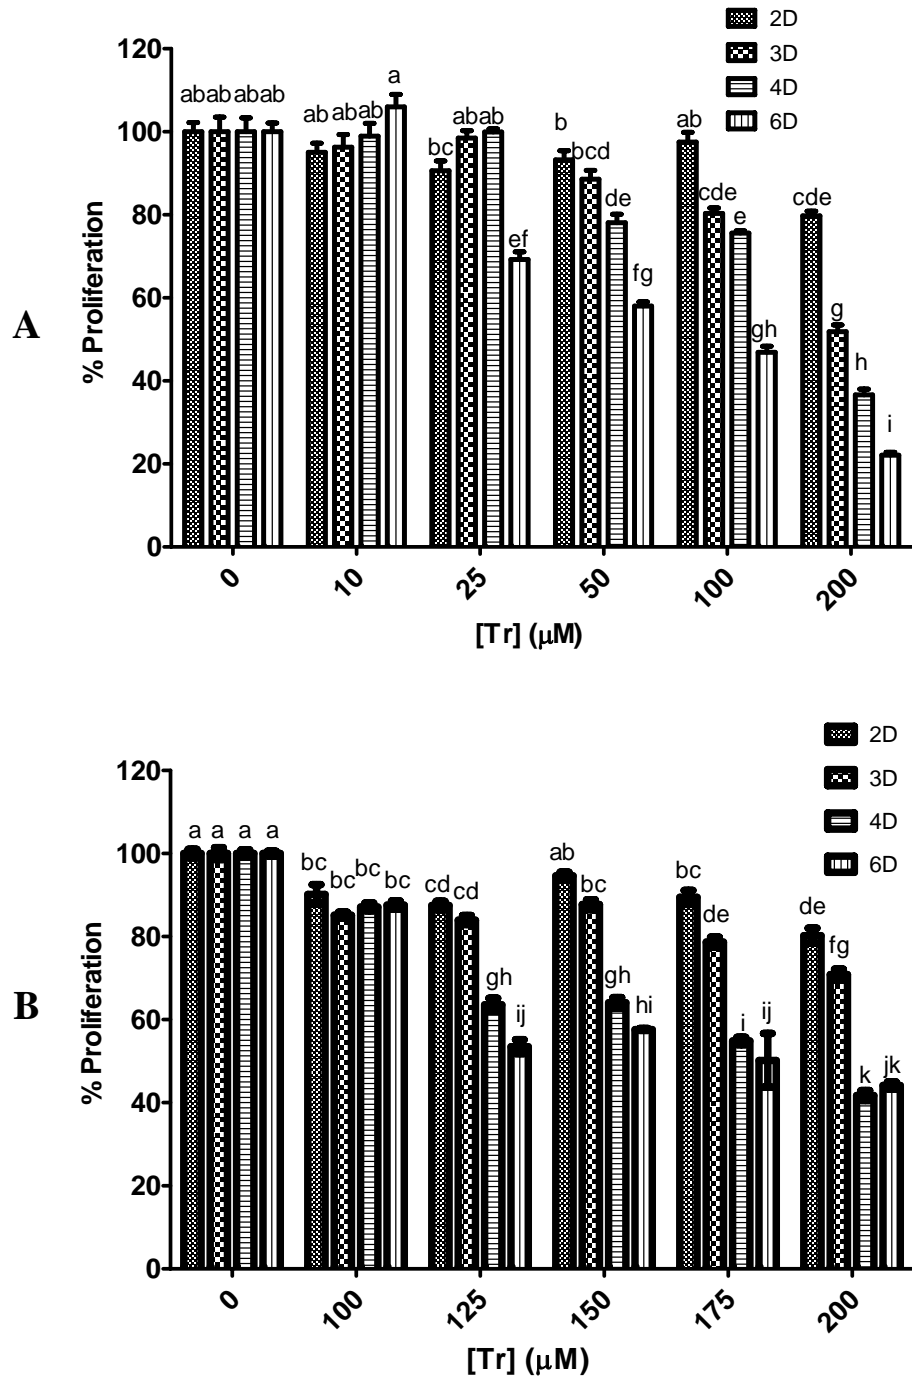 2D
3D
4D
6D
120
100
80
60
40
20
0
% Proliferation
A
abab abab
ab abab
a
bc
abab
ef
b
bcd
de
fg
ab
cde
e
gh
cde
g
h
i
0
10
25
50
100
200
[Tr] (μM)
2D
3D
4D
6D
120
100
80
60
40
20
0
% Proliferation
B
a a a a
bc
bc
bc
bc
cd
cd
gh
ij
ab
bc
gh
hi
bc
de
i
ij
de
fg
k
jk
0
100
125
150
175
200
[Tr] (μM)